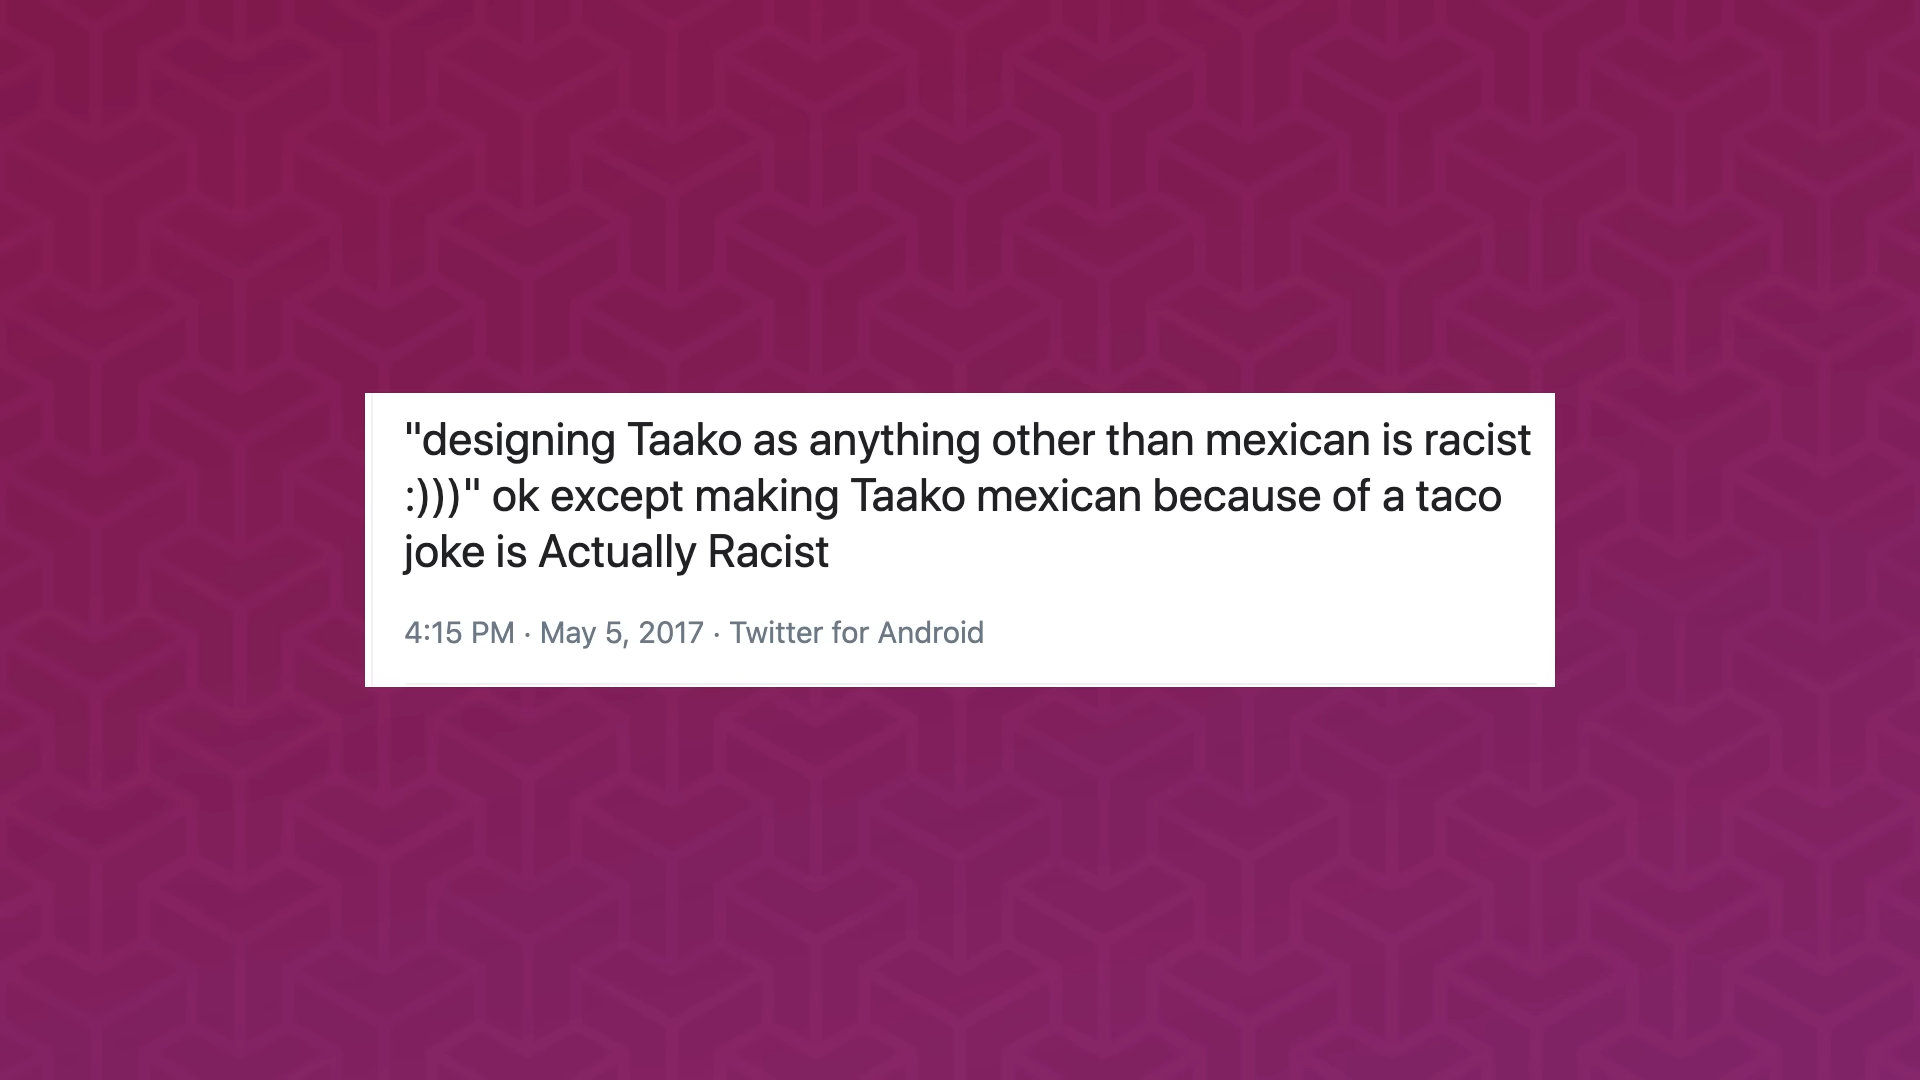 "designing Taako as anything other than mexican is racist
:)))" ok except making Taako mexican because of a taco
joke is Actually Racist
4:15 PM · May 5, 2017 · Twitter for Android